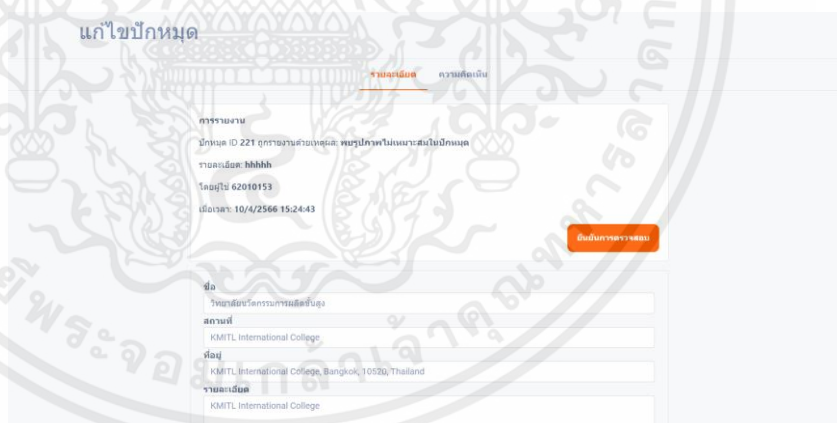 แก้ไขปักหมุด
รายละเอียด ความคิดเห็น
การรายงาน
ปักหมุด ID 221 ถูกรายงานด้วยเหตุผล: พบรูปภาพไม่เหมาะสมในปักหมุด
รายละเอียด: hhhhh
โดยผู้ใช้ 62010153
เมื่อเวลา: 10/4/2566 15:24:43
ยืนยันการตรวจสอบ
ชื่อ
วิทยาลัยนวัตกรรมการผลิตขั้นสูง
สถานที่
KMITL International College
ที่อยู่
KMITL International College, Bangkok, 10520, Thailand
รายละเอียด
KMITL International College